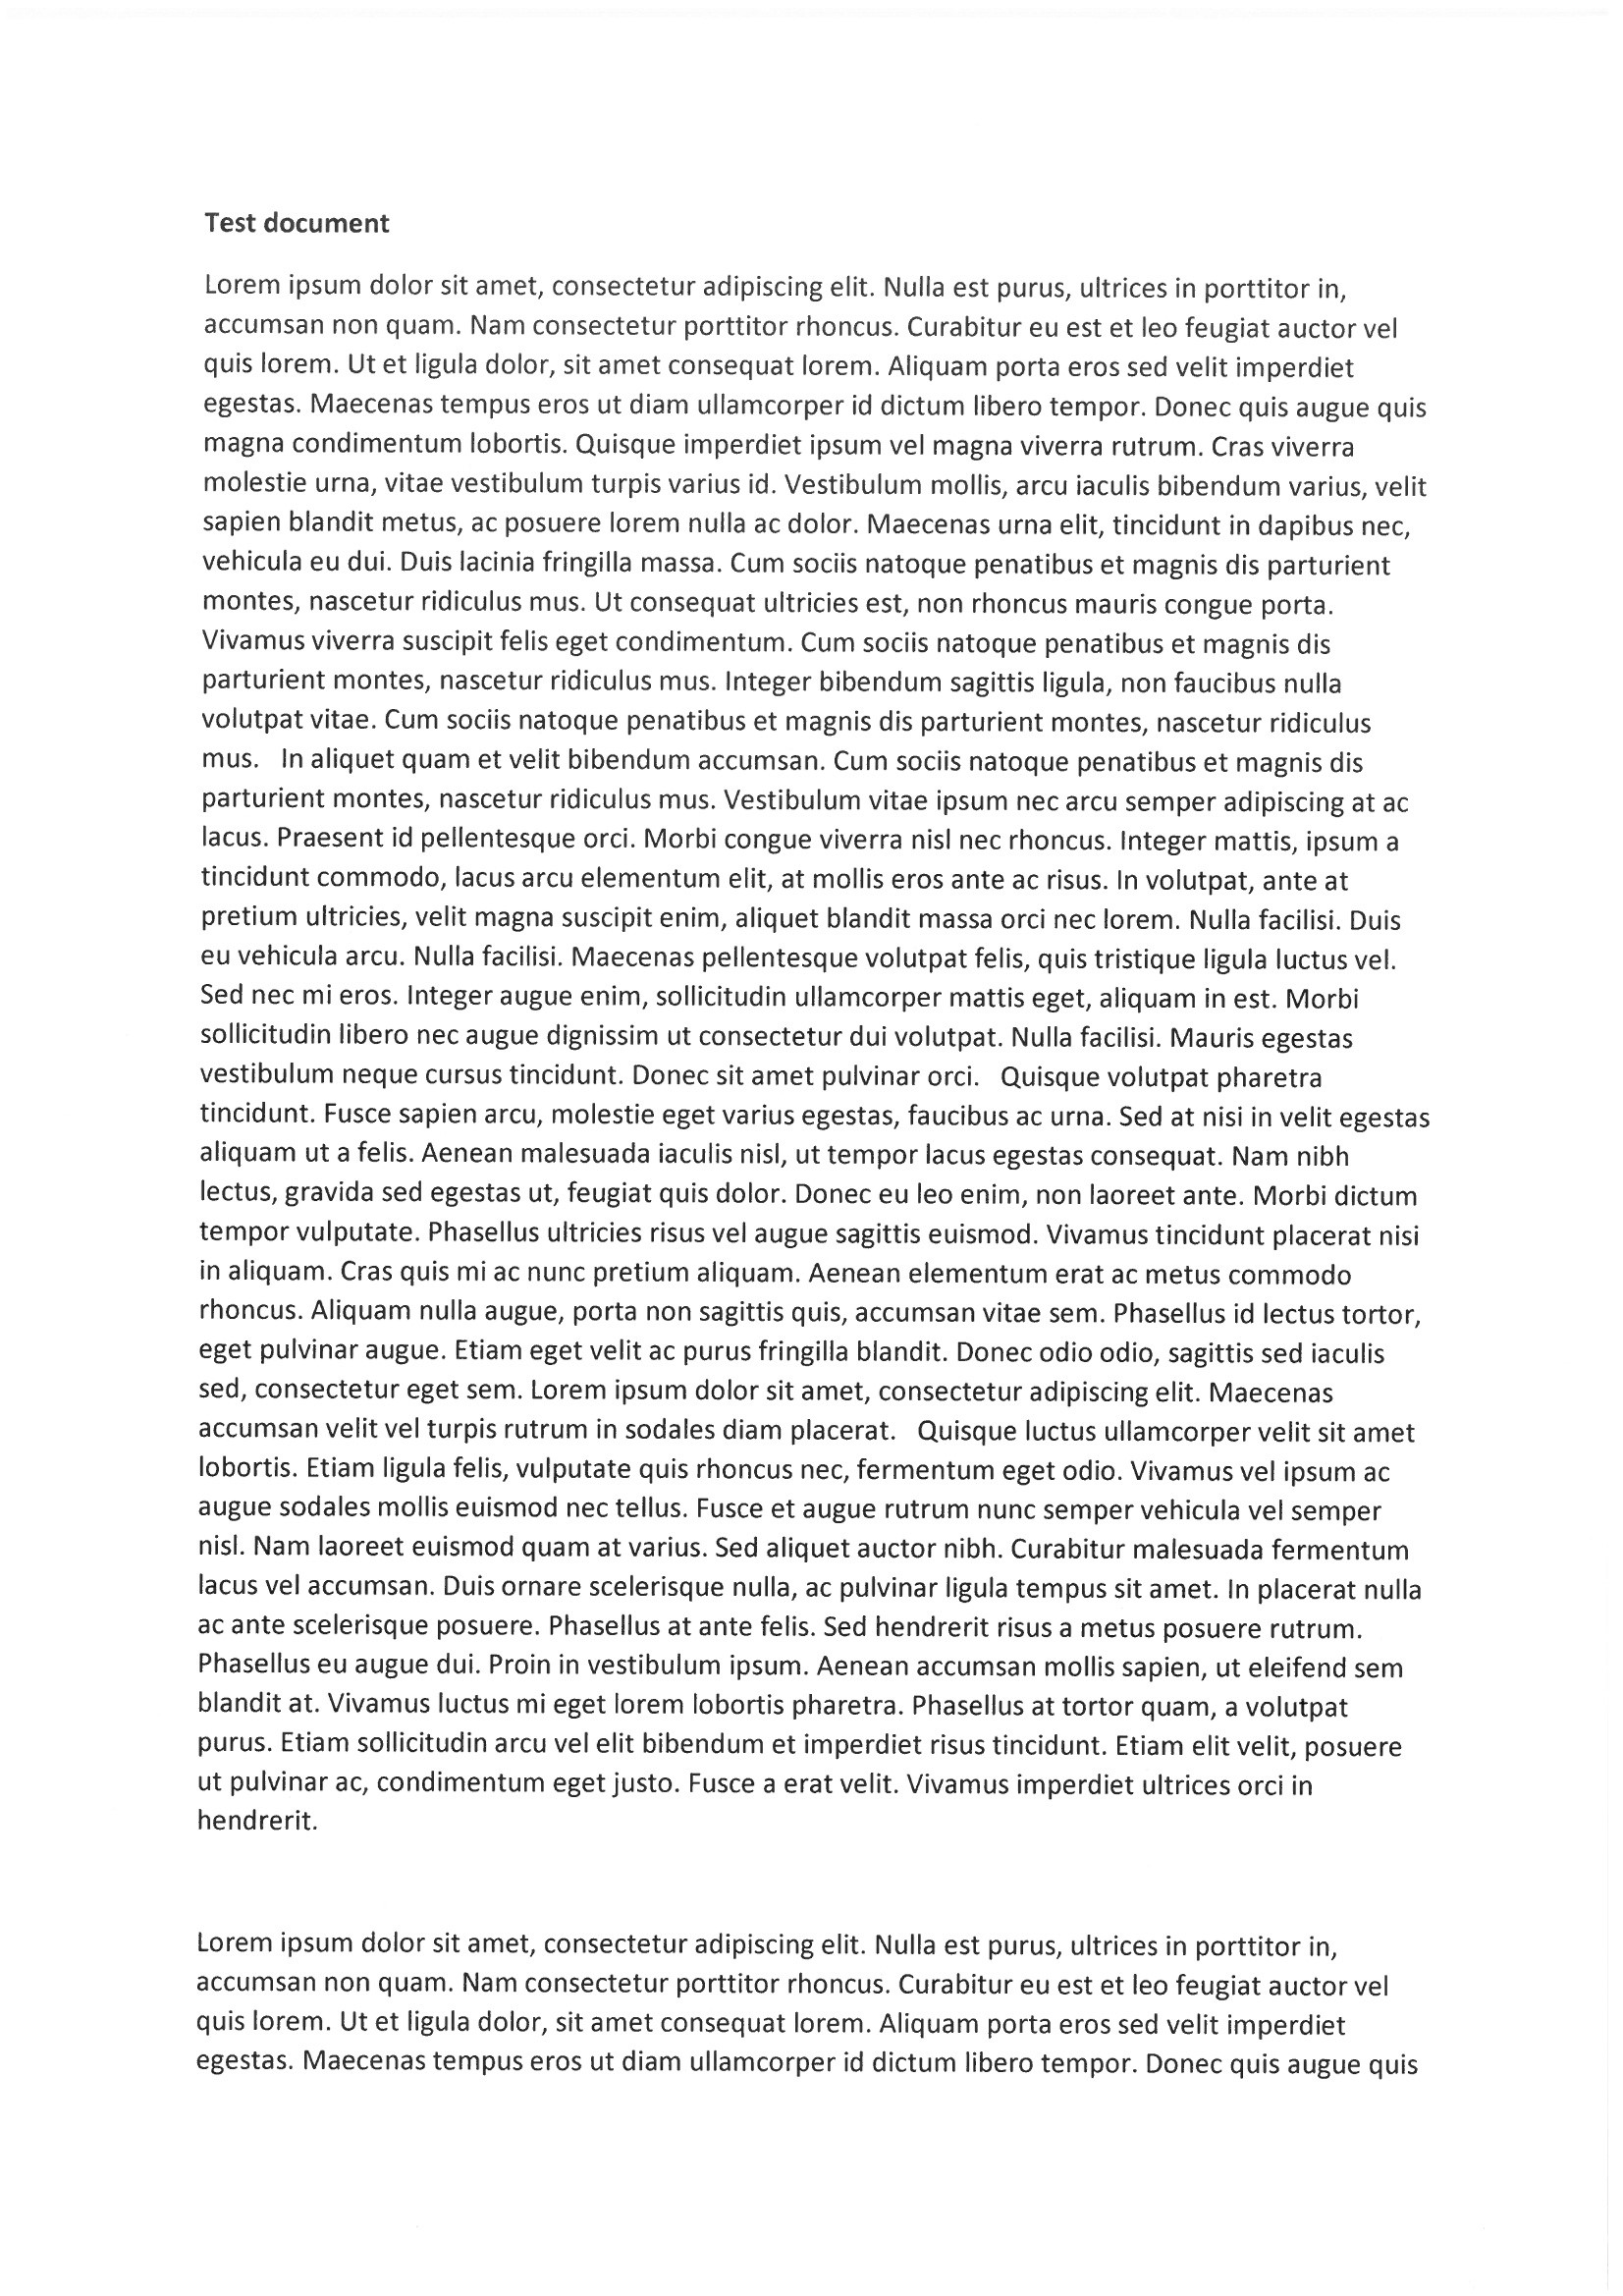 Test document
Lorem ipsum dolor sit amet, consectetur adipiscing elit. Nulla est purus, ultrices in porttitor in,
accumsan non quam. Nam consectetur porttitor rhoncus. Curabitur eu est et leo feugiat auctor vel
quis lorem. Ut et ligula dolor, sit amet consequat lorem. Aliquam porta eros sed velit imperdiet
egestas. Maecenas tempus eros ut diam ullamcorper id dictum libero tempor. Donec quis augue quis
magna condimentum lobortis. Quisque imperdiet ipsum vel magna viverra rutrum. Cras viverra
molestie urna, vitae vestibulum turpis varius id. Vestibulum mollis, arcu iaculis bibendum varius, velit
sapien blandit metus, ac posuere lorem nulla ac dolor. Maecenas urna elit, tincidunt in dapibus nec,
vehicula eu dui. Duis lacinia fringilla massa. Cum sociis natoque penatibus et magnis dis parturient
montes, nascetur ridiculus mus. Ut consequat ultricies est, non rhoncus mauris congue porta.
Vivamus viverra suscipit felis eget condimentum. Cum sociis natoque penatibus et magnis dis
parturient montes, nascetur ridiculus mus. Integer bibendum sagittis ligula, non faucibus nulla
volutpat vitae. Cum sociis natoque penatibus et magnis dis parturient montes, nascetur ridiculus
mus.   In aliquet quam et velit bibendum accumsan. Cum sociis natoque penatibus et magnis dis
parturient montes, nascetur ridiculus mus. Vestibulum vitae ipsum nec arcu semper adipiscing at ac
lacus. Praesent id pellentesque orci. Morbi congue viverra nisl nec rhoncus. Integer mattis, ipsum a
tincidunt commodo, lacus arcu elementum elit, at mollis eros ante ac risus. In volutpat, ante at
pretium ultricies, velit magna suscipit enim, aliquet blandit massa orci nec lorem. Nulla facilisi. Duis
eu vehicula arcu. Nulla facilisi. Maecenas pellentesque volutpat felis, quis tristique ligula luctus vel.
Sed nec mi eros. Integer augue enim, sollicitudin ullamcorper mattis eget, aliquam in est. Morbi
sollicitudin libero nec augue dignissim ut consectetur dui volutpat. Nulla facilisi. Mauris egestas
vestibulum neque cursus tincidunt. Donec sit amet pulvinar orci.   Quisque volutpat pharetra
tincidunt. Fusce sapien arcu, molestie eget varius egestas, faucibus ac urna. Sed at nisi in velit egestas
aliquam ut a felis. Aenean malesuada iaculis nisl, ut tempor lacus egestas consequat. Nam nibh
lectus, gravida sed egestas ut, feugiat quis dolor. Donec eu leo enim, non laoreet ante. Morbi dictum
tempor vulputate. Phasellus ultricies risus vel augue sagittis euismod. Vivamus tincidunt placerat nisi
in aliquam. Cras quis mi ac nunc pretium aliquam. Aenean elementum erat ac metus commodo
rhoncus. Aliquam nulla augue, porta non sagittis quis, accumsan vitae sem. Phasellus id lectus tortor,
eget pulvinar augue. Etiam eget velit ac purus fringilla blandit. Donec odio odio, sagittis sed iaculis
sed, consectetur eget sem. Lorem ipsum dolor sit amet, consectetur adipiscing elit. Maecenas
accumsan velit vel turpis rutrum in sodales diam placerat.   Quisque luctus ullamcorper velit sit amet
lobortis. Etiam ligula felis, vulputate quis rhoncus nec, fermentum eget odio. Vivamus vel ipsum ac
augue sodales mollis euismod nec tellus. Fusce et augue rutrum nunc semper vehicula vel semper
nisl. Nam laoreet euismod quam at varius. Sed aliquet auctor nibh. Curabitur malesuada fermentum
lacus vel accumsan. Duis ornare scelerisque nulla, ac pulvinar ligula tempus sit amet. In placerat nulla
ac ante scelerisque posuere. Phasellus at ante felis. Sed hendrerit risus a metus posuere rutrum.
Phasellus eu augue dui. Proin in vestibulum ipsum. Aenean accumsan mollis sapien, ut eleifend sem
blandit at. Vivamus luctus mi eget lorem lobortis pharetra. Phasellus at tortor quam, a volutpat
purus. Etiam sollicitudin arcu vel elit bibendum et imperdiet risus tincidunt. Etiam elit velit, posuere
ut pulvinar ac, condimentum eget justo. Fusce a erat velit. Vivamus imperdiet ultrices orci in
hendrerit.
Lorem ipsum dolor sit amet, consectetur adipiscing elit. Nulla est purus, ultrices in porttitor in,
accumsan non quam. Nam consectetur porttitor rhoncus. Curabitur eu est et leo feugiat auctor vel
quis lorem. Ut et ligula dolor, sit amet consequat lorem. Aliquam porta eros sed velit imperdiet
egestas. Maecenas tempus eros ut diam ullamcorper id dictum libero tempor. Donec quis augue quis